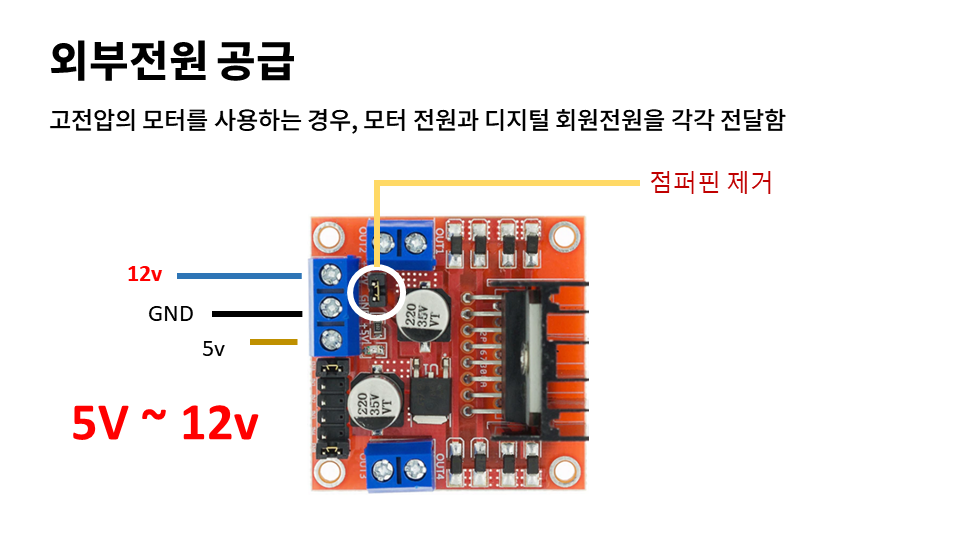 외부전원 공급
고전압의 모터를 사용하는 경우, 모터 전원과 디지털 회원전원을 각각 전달함
점퍼핀 제거
12v
GND
5v
5V ~ 12v
OUT2
OUT1
220
35V
VT
220
35V
VT
OUT3
OUT4